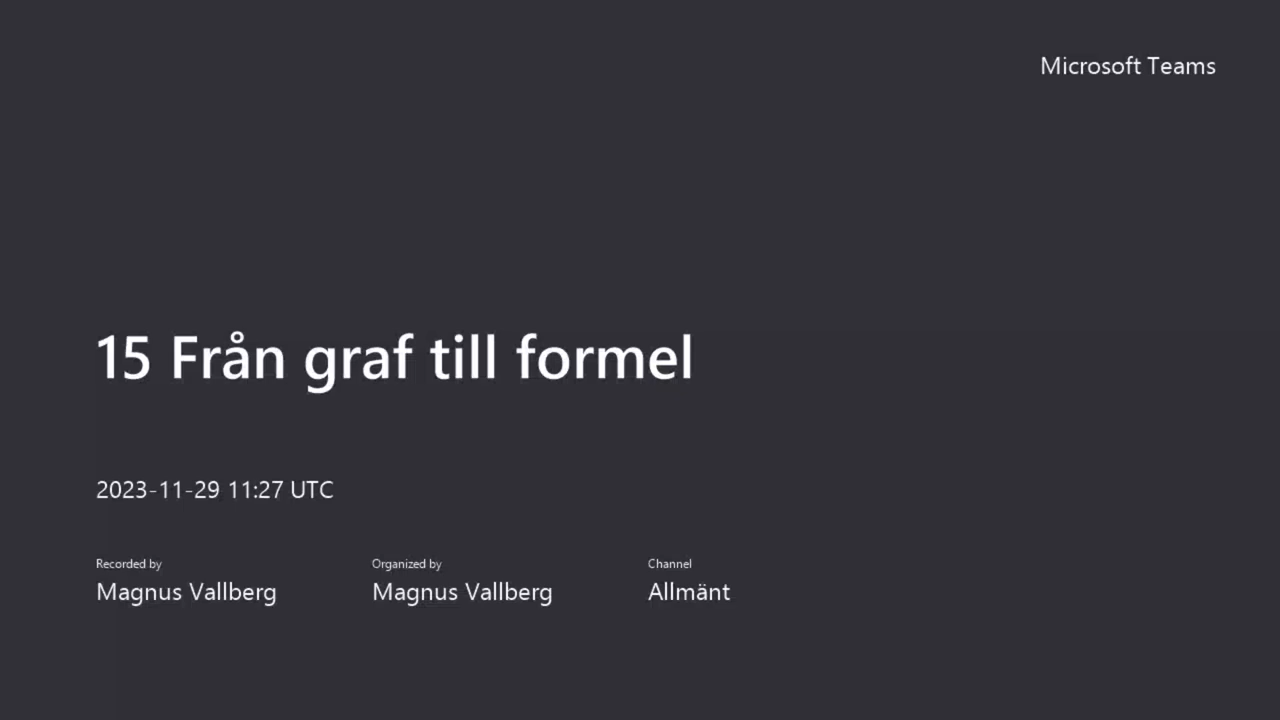 Microsoft Teams
15 Från graf till formel
2023-11-29 11:27 UTC
Recorded by
Magnus Vallberg
Organized by
Magnus Vallberg
Channel
Allmänt